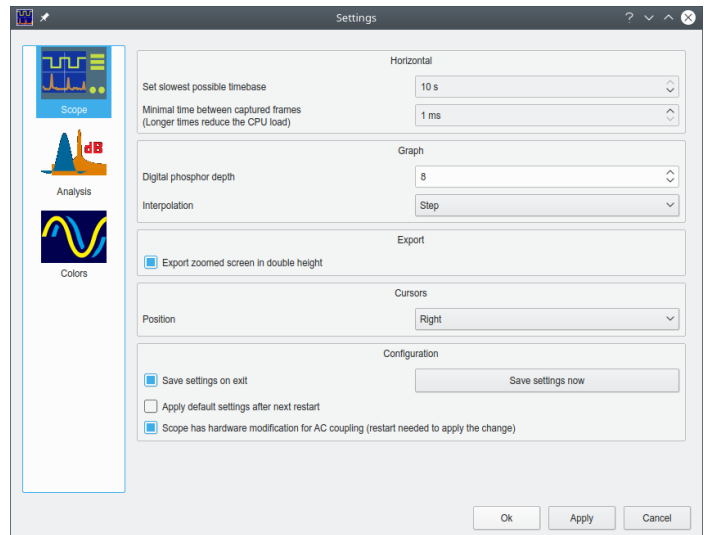 Settings
Scope
dB
Analysis
Colors
Horizontal
Set slowest possible timebase
10 s
Minimal time between captured frames
(Longer times reduce the CPU load)
1 ms
Graph
Digital phosphor depth
8
Interpolation
Step
Export
Export zoomed screen in double height
Cursors
Position
Right
Configuration
Save settings on exit
Save settings now
Apply default settings after next restart
Scope has hardware modification for AC coupling (restart needed to apply the change)
Ok
Apply
Cancel